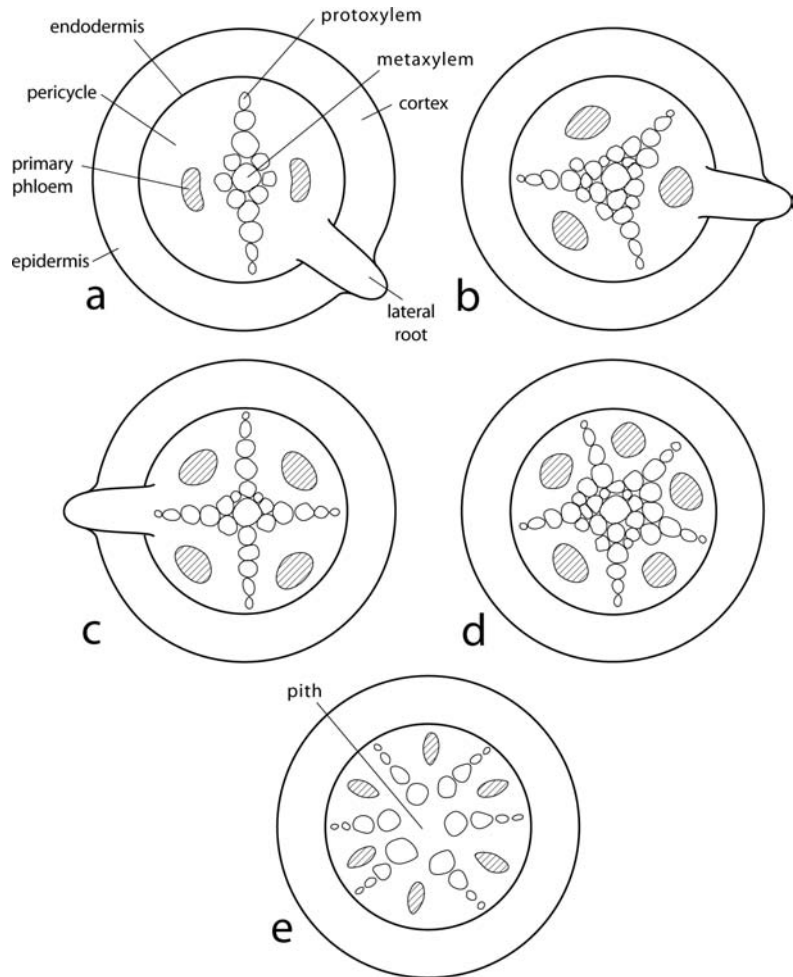 protoxylem
endodermis
metaxylem
pericycle
cortex
primary
phloem
epidermis
a
lateral
root
b
c
d
pith
e